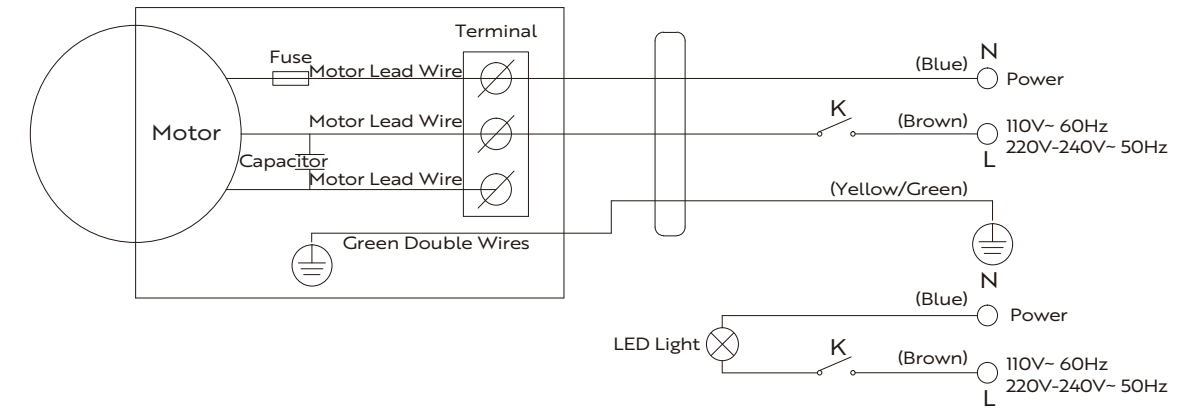 Terminal
Fuse
Motor Lead Wire
(Blue)
N
Power
Motor
Motor Lead Wire
K
(Brown)
L
110V~ 60Hz
220V-240V~ 50Hz
Capacitor
Motor Lead Wire
(Yellow/Green)
Green Double Wires
N
(Blue)
Power
LED Light
K
(Brown)
L
110V~ 60Hz
220V-240V~ 50Hz